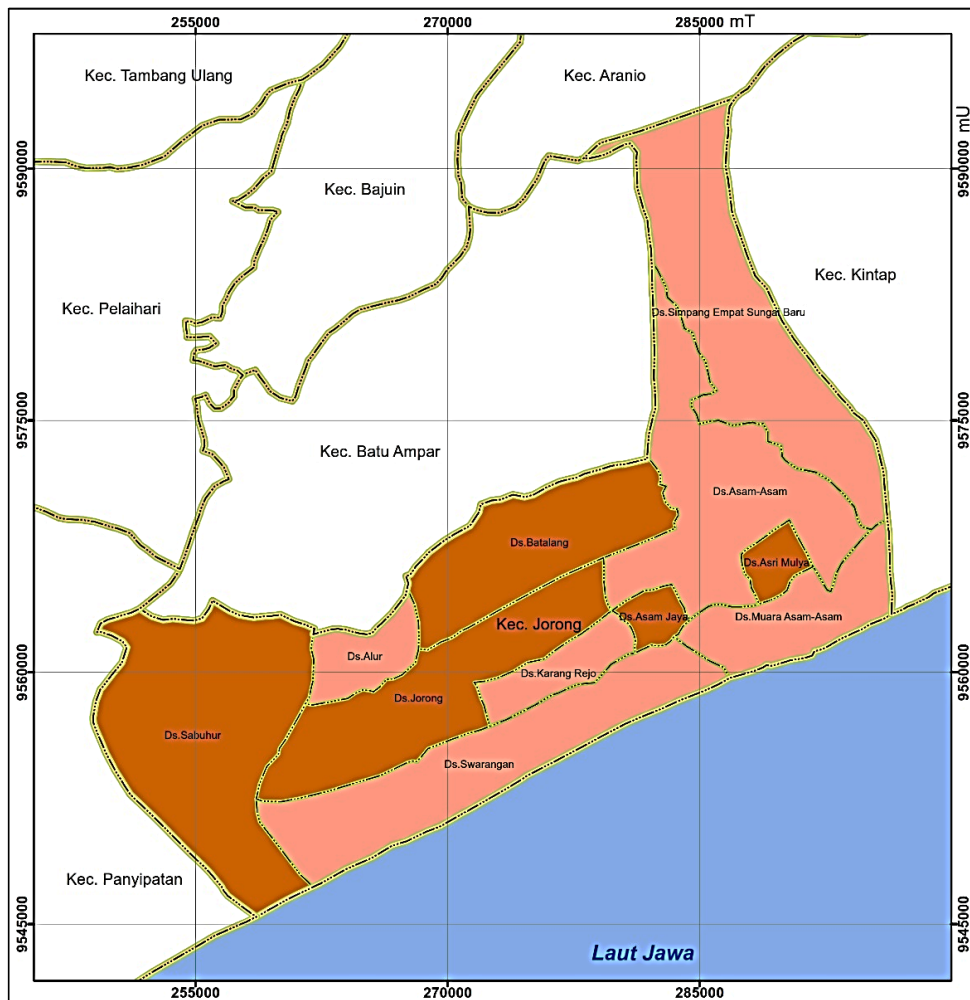 255000
270000
285000 mT
Kec. Tambang Ulang
Kec. Aranio
mU
9590000
9590000
Kec. Bajuin
Kec. Kintap
Kec. Pelaihari
Ds.Simpang Empat Sungai Baru
9575000
9575000
Kec. Batu Ampar
Ds.Asam-Asam
Ds.Batalang
Ds.Asri Mulya
Kec. Jorong
Ds.Asam Jaya
Ds.Muara Asam-Asam
Ds.Alur
9560000
9560000
Ds.Karang Rejo
Ds.Jorong
Ds.Sabuhur
Ds.Swarangan
Kec. Panyipatan
9545000
9545000
Laut Jawa
255000
270000
285000